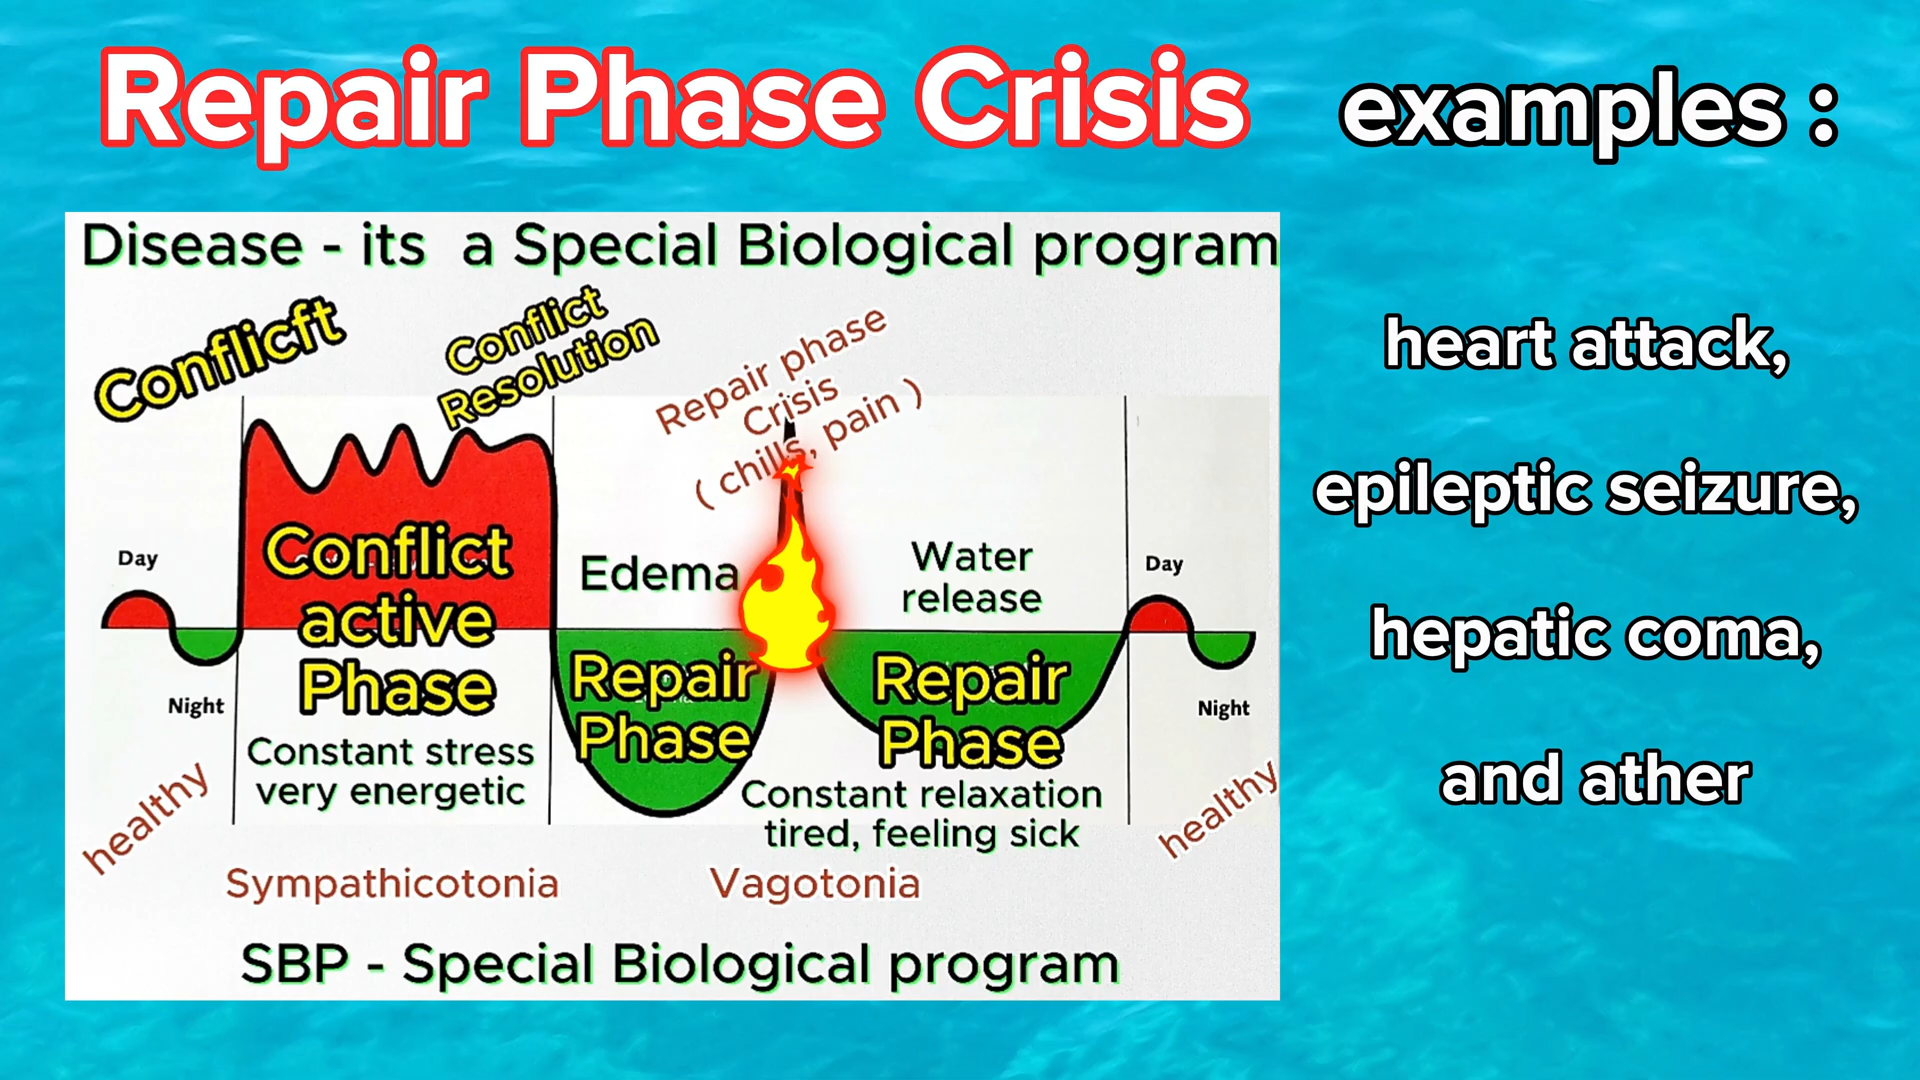 Repair Phase Crisis
examples :
Disease - its a Special Biological program
Conflicft
Conflict
Resolution
Repair phase
Crisis
( chills, pain )
Day
Night
Conflict
active
Phase
Constant stress
very energetic
Edema
Repair
Phase
Water
release
Repair
Phase
Constant relaxation
tired, feeling sick
Day
Night
healthy
healthy
Sympathicotonia
Vagotonia
SBP - Special Biological program
heart attack,
epileptic seizure,
hepatic coma,
and ather